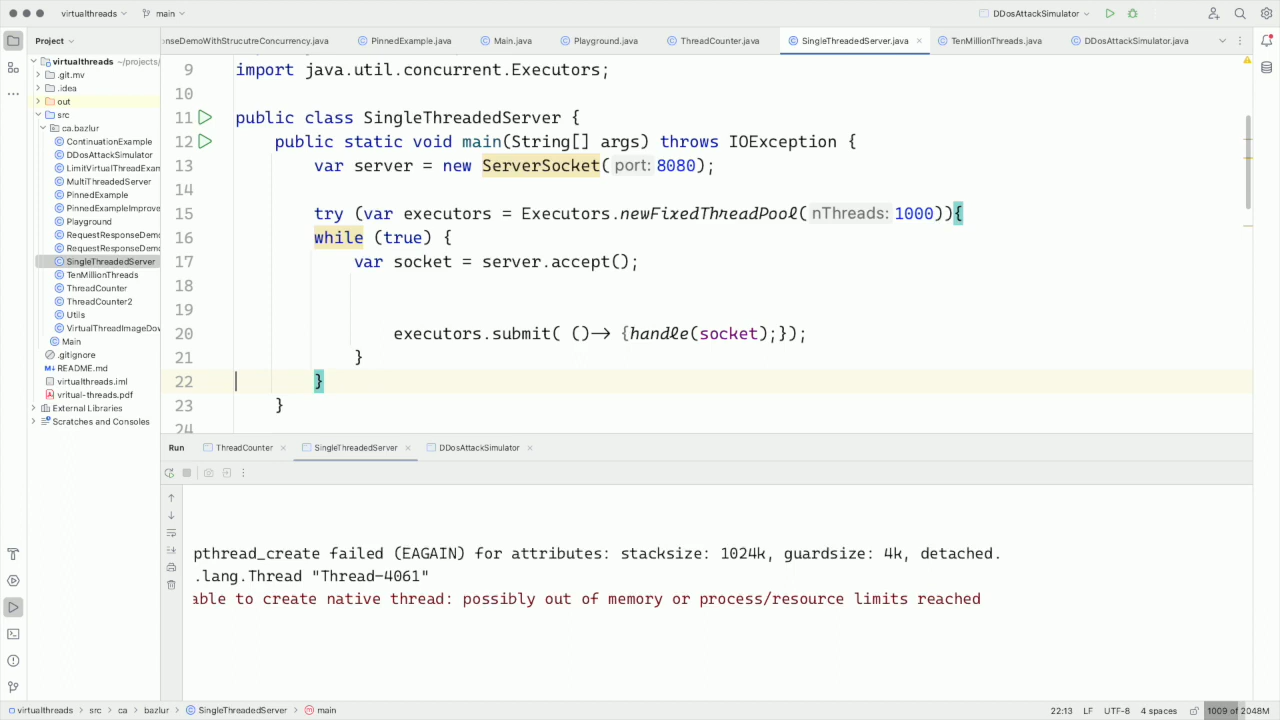 virtualthreads
main
DDosAttackSimulator
Project
onseDemoWithStrucutreConcurrency.java
PinnedExample.java
Main.java
Playground.java
ThreadCounter.java
SingleThreadedServer.java
TenMillionThreads.java
DDosAttackSimulator.java
virtualthreads ~/projects/
.git.mv
.idea
out
src
ca.bazlur
ContinuationExample
DDosAttackSimulator
LimitVirtualThreadExam
MultiThreadedServer
PinnedExample
PinnedExampleImprove
Playground
RequestResponseDemo
RequestResponseDemo
SingleThreadedServer
TenMillionThreads
ThreadCounter
ThreadCounter2
Utils
VirtualThreadImageDow
Main
.gitignore
README.md
virtualthreads.iml
vritual-threads.pdf
External Libraries
Scratches and Consoles
9 import java.util.concurrent.Executors;
10
11 public class SingleThreadedServer {
12 public static void main(String[] args) throws IOException {
13 var server = new ServerSocket( port: 8080);
14
15 try (var executors = Executors.newFixedThreadPool( nThreads: 1000)){
16 while (true) {
17 var socket = server.accept();
18
19
20 executors.submit( ()-> {handle(socket);});
21 }
22 }
23 }
24
Run
ThreadCounter
SingleThreadedServer
DDosAttackSimulator
pthread_create failed (EAGAIN) for attributes: stacksize: 1024k, guardsize: 4k, detached.
.lang.Thread "Thread-4061"
able to create native thread: possibly out of memory or process/resource limits reached
virtualthreads > src > ca > bazlur > SingleThreadedServer > main
22:13 LF UTF-8 4 spaces 1009 of 2048M